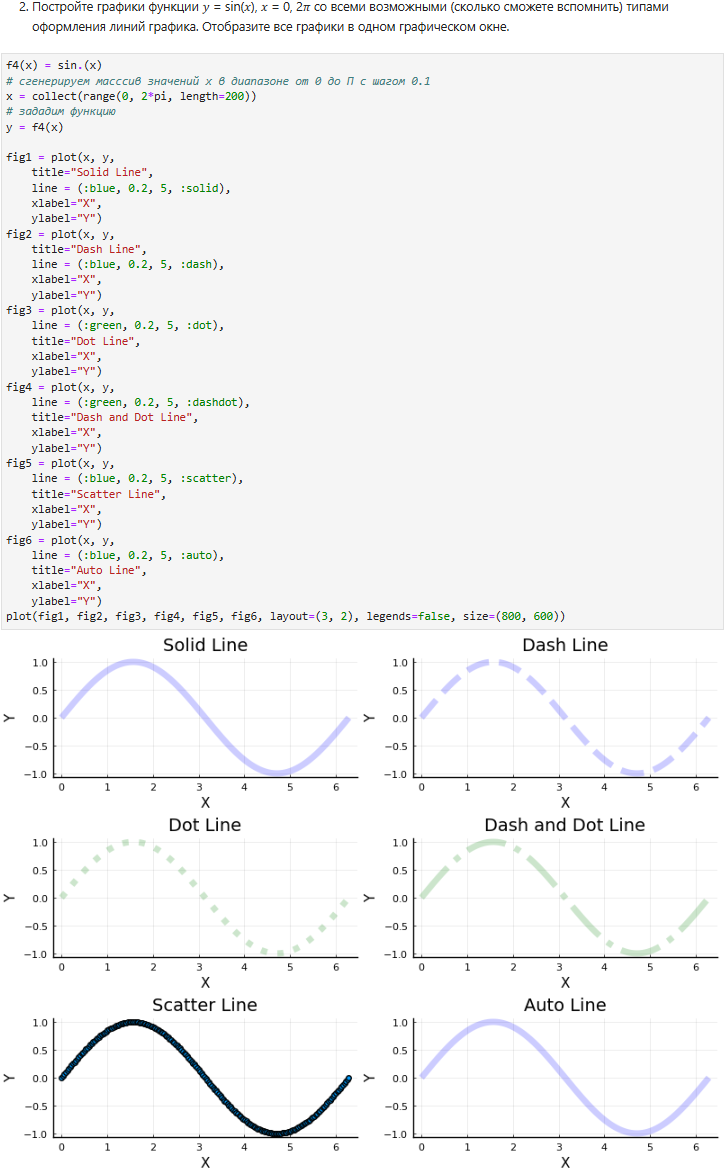 2. Постройте графики функции y = sin(x), x = 0, 2π со всеми возможными (сколько сможете вспомнить) типами
оформления линий графика. Отобразите все графики в одном графическом окне.
f4(x) = sin.(x)
# сгенерируем масссив значений x в диапазоне от 0 до П с шагом 0.1
x = collect(range(0, 2*pi, length=200))
# зададим функцию
y = f4(x)
fig1 = plot(x, y,
title="Solid Line",
line = (:blue, 0.2, 5, :solid),
xlabel="X",
ylabel="Y")
fig2 = plot(x, y,
title="Dash Line",
line = (:blue, 0.2, 5, :dash),
xlabel="X",
ylabel="Y")
fig3 = plot(x, y,
line = (:green, 0.2, 5, :dot),
title="Dot Line",
xlabel="X",
ylabel="Y")
fig4 = plot(x, y,
line = (:green, 0.2, 5, :dashdot),
title="Dash and Dot Line",
xlabel="X",
ylabel="Y")
fig5 = plot(x, y,
line = (:blue, 0.2, 5, :scatter),
title="Scatter Line",
xlabel="X",
ylabel="Y")
fig6 = plot(x, y,
line = (:blue, 0.2, 5, :auto),
title="Auto Line",
xlabel="X",
ylabel="Y")
plot(fig1, fig2, fig3, fig4, fig5, fig6, layout=(3, 2), legends=false, size=(800, 600))
Solid Line
1.0
0.5
0.0
−0.5
−1.0
Y
0 1 2 3 4 5 6
X
Dash Line
1.0
0.5
0.0
−0.5
−1.0
Y
0 1 2 3 4 5 6
X
Dot Line
1.0
0.5
0.0
−0.5
−1.0
Y
0 1 2 3 4 5 6
X
Dash and Dot Line
1.0
0.5
0.0
−0.5
−1.0
Y
0 1 2 3 4 5 6
X
Scatter Line
1.0
0.5
0.0
−0.5
−1.0
Y
0 1 2 3 4 5 6
X
Auto Line
1.0
0.5
0.0
−0.5
−1.0
Y
0 1 2 3 4 5 6
X